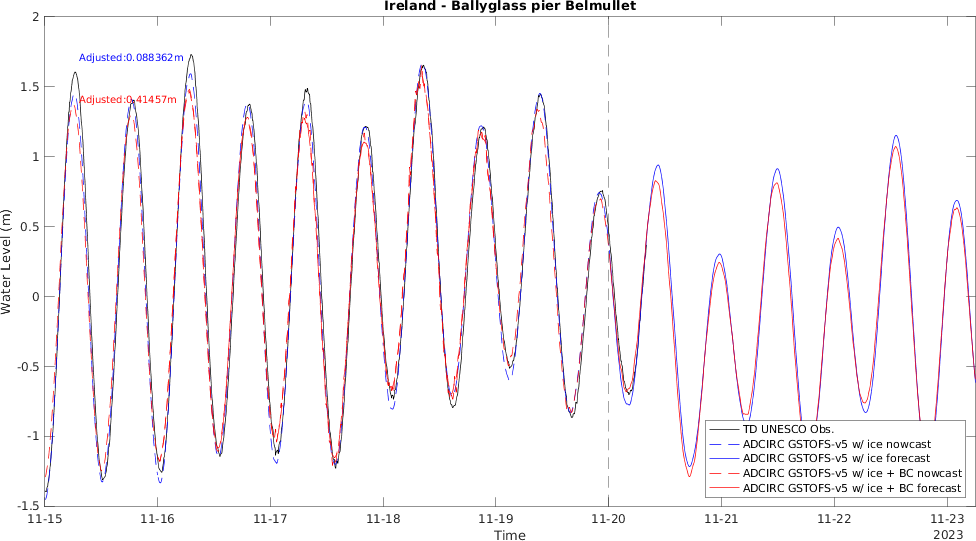 Ireland - Ballyglass pier Belmullet
2
1.5
1
0.5
0
-0.5
-1
-1.5
Water Level (m)
Adjusted:0.088362m
Adjusted:0.41457m
TD UNESCO Obs.
ADCIRC GSTOFS-v5 w/ ice nowcast
ADCIRC GSTOFS-v5 w/ ice forecast
ADCIRC GSTOFS-v5 w/ ice + BC nowcast
ADCIRC GSTOFS-v5 w/ ice + BC forecast
11-15 11-16 11-17 11-18 11-19 11-20 11-21 11-22 11-23
Time
2023